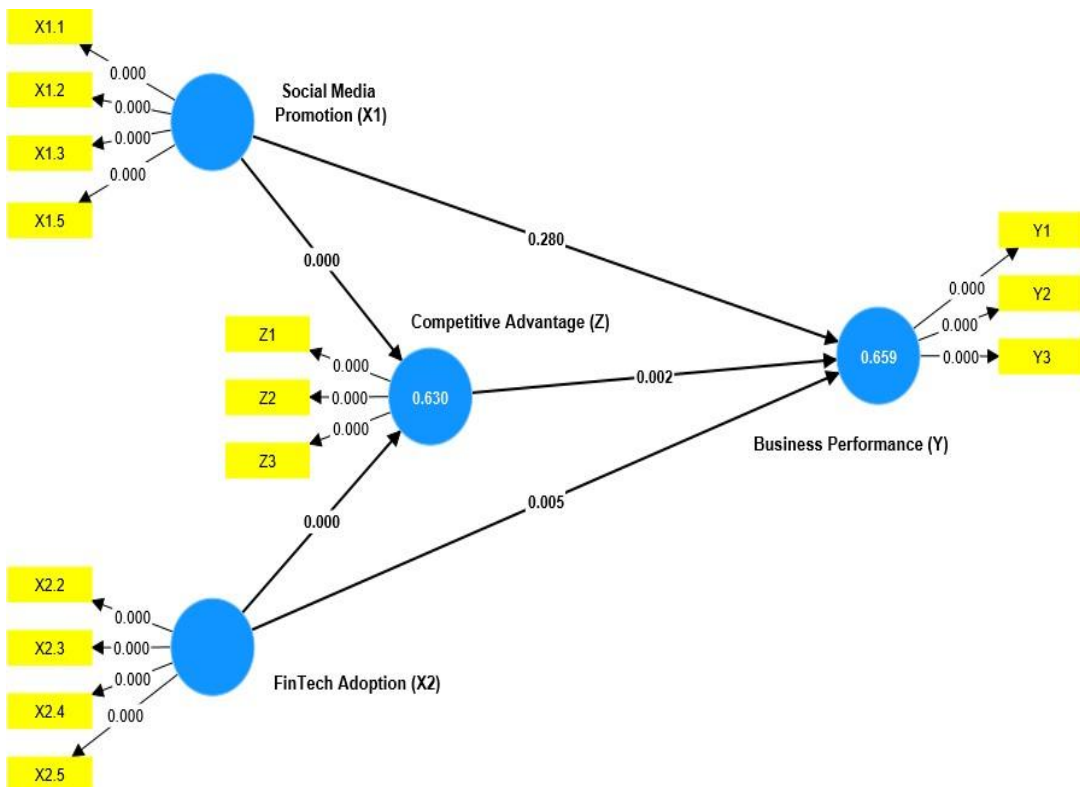 X1.1
0.000
X1.2
0.000
X1.3
0.000
X1.5
0.000
Social Media
Promotion (X1)
0.280
0.000
Y1
0.000
Y2
0.000
Y3
0.000
Competitive Advantage (Z)
Z1
0.000
Z2
0.000
Z3
0.000
0.630
0.002
0.659
Business Performance (Y)
0.005
0.000
X2.2
0.000
X2.3
0.000
X2.4
0.000
X2.5
0.000
FinTech Adoption (X2)